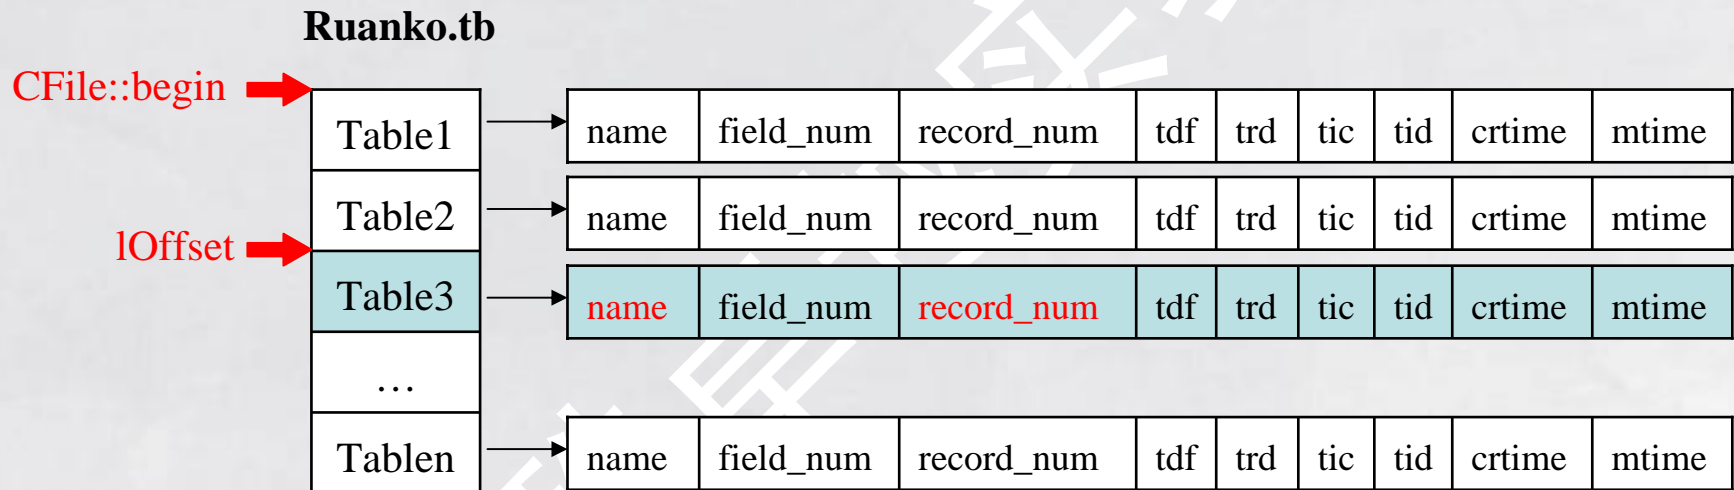 Ruanko.tb
CFile::begin
Table1 name field_num record_num tdf trd tic tid crtime mtime
Table2 name field_num record_num tdf trd tic tid crtime mtime
lOffset
Table3 name field_num record_num tdf trd tic tid crtime mtime
…
Tablen name field_num record_num tdf trd tic tid crtime mtime